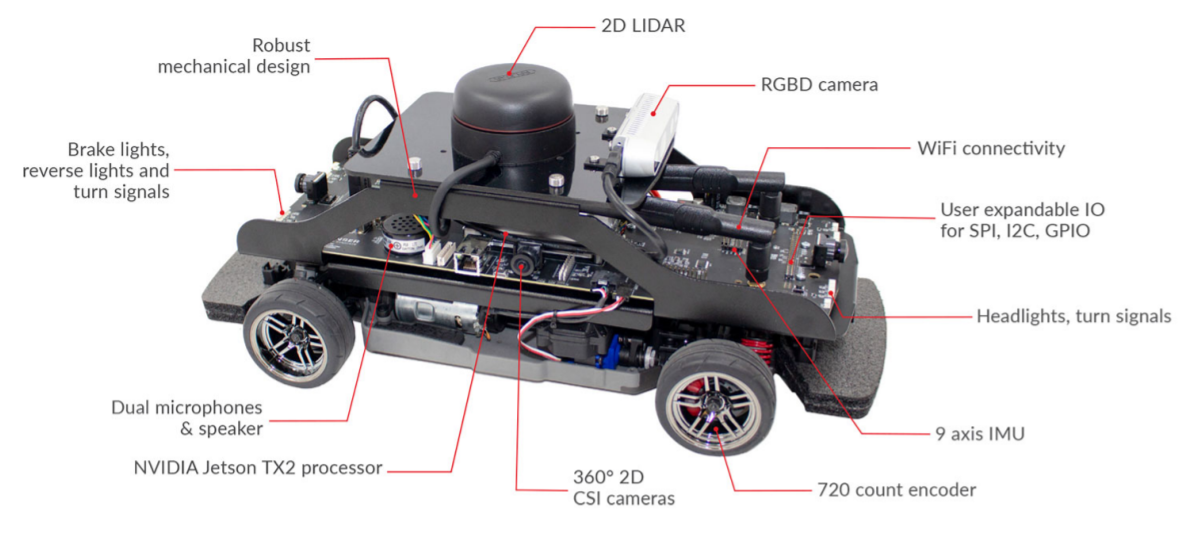 2D LIDAR
Robust
mechanical design
RGBD camera
Brake lights,
reverse lights and
turn signals
WiFi connectivity
User expandable IO
for SPI, I2C, GPIO
Headlights, turn signals
Dual microphones
& speaker
9 axis IMU
NVIDIA Jetson TX2 processor
360° 2D
CSI cameras
720 count encoder